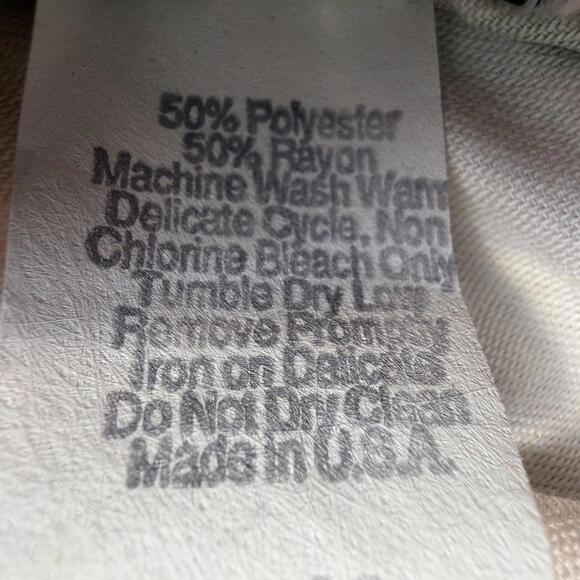 50% Polyester
50% Rayon
Machine Wash Warm
Delicate Cycle, Non
Chlorine Bleach Only
Tumble Dry Low
Remove Promptly
Iron on Delicate
Do Not Dry Clean
Made in U.S.A.